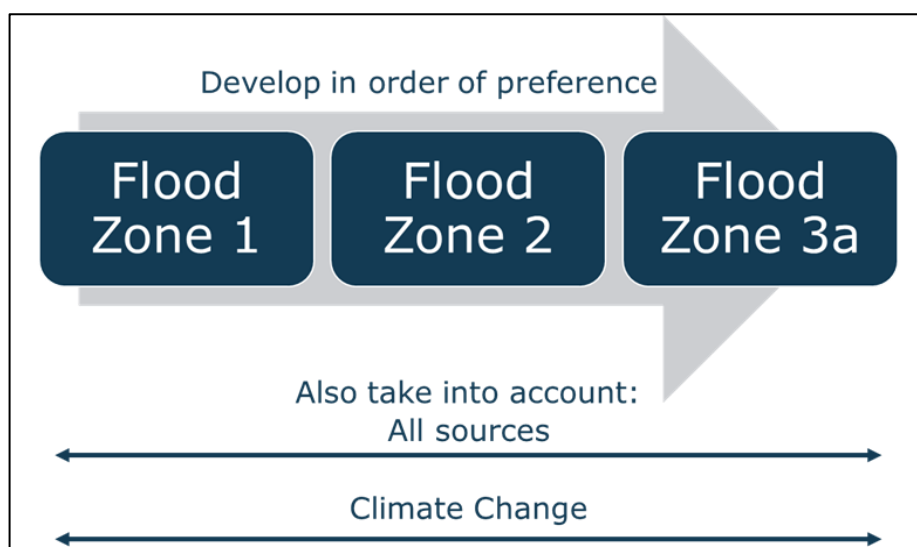 Develop in order of preference
Flood
Zone 1
Flood
Zone 2
Flood
Zone 3a
Also take into account:
All sources
Climate Change